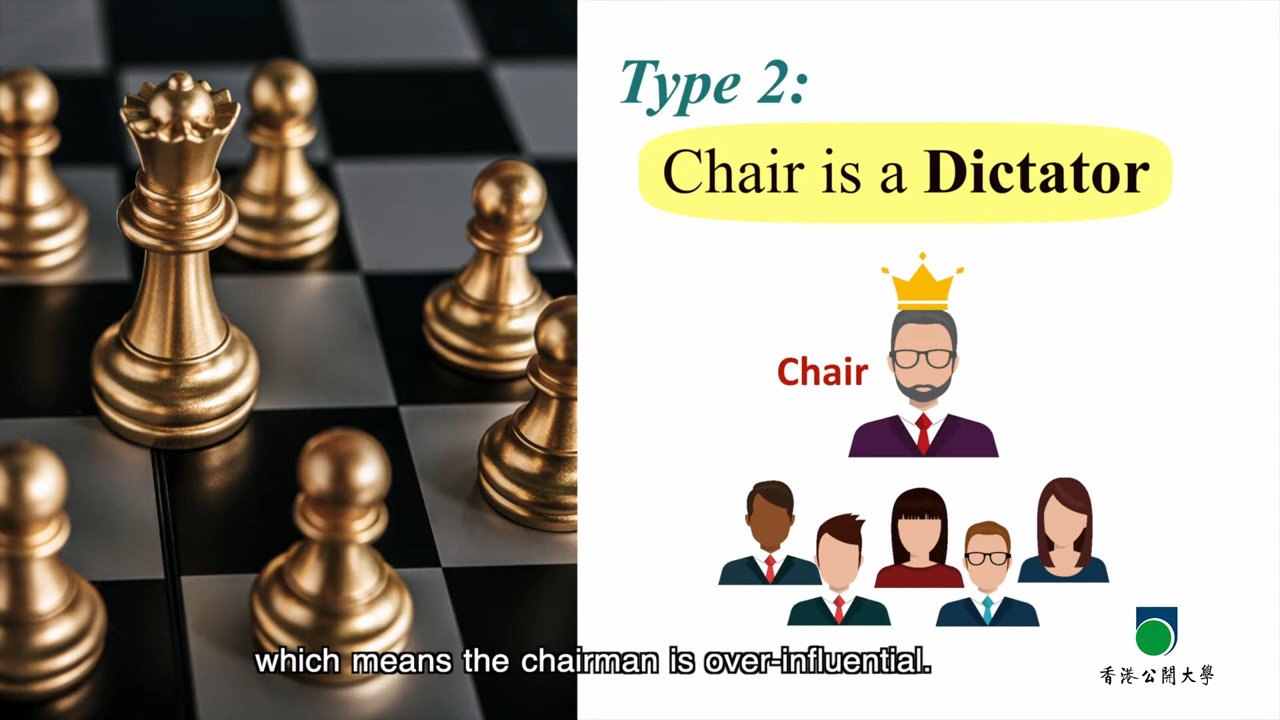 Type 2:
Chair is a Dictator
Chair
which means the chairman is over-influential.
香港公開大學